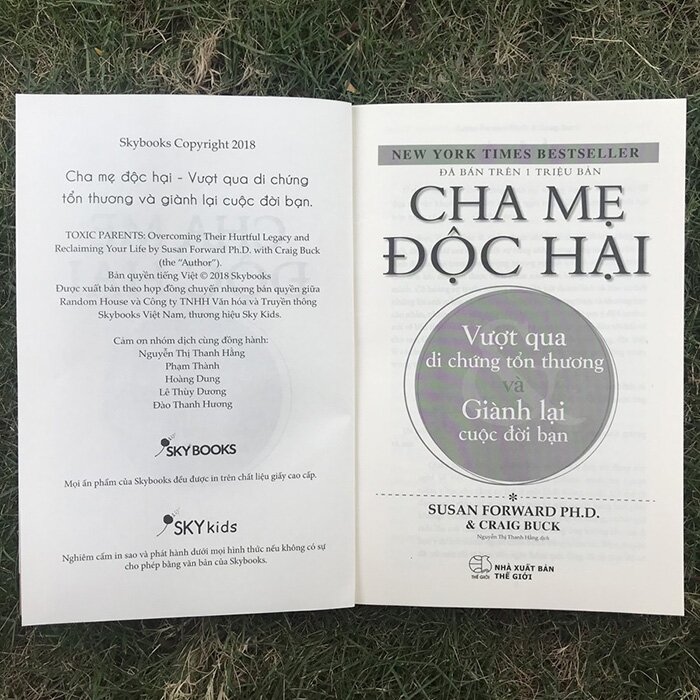 Skybooks Copyright 2018
Cha mẹ độc hại - Vượt qua di chứng
tổn thương và giành lại cuộc đời bạn.
TOXIC PARENTS: Overcoming Their Hurtful Legacy and
Reclaiming Your Life by Susan Forward Ph.D. with Craig Buck
(the “Author”).
Bản quyền tiếng Việt © 2018 Skybooks
Được xuất bản theo hợp đồng chuyển nhượng bản quyền giữa
Random House và Công ty TNHH Văn hóa và Truyền thông
Skybooks Việt Nam, thương hiệu Sky Kids.
Cảm ơn nhóm dịch cùng đồng hành:
Nguyễn Thị Thanh Hằng
Phạm Thành
Hoàng Dung
Lê Thùy Dương
Đào Thanh Hương
SKYBOOKS
Mọi ấn phẩm của Skybooks đều được in trên chất liệu giấy cao cấp.
SKYkids
Nghiêm cấm in sao và phát hành dưới mọi hình thức nếu không có sự
cho phép bằng văn bản của Skybooks.
NEW YORK TIMES BESTSELLER
ĐÃ BÁN TRÊN 1 TRIỆU BẢN
CHA MẸ
ĐỘC HẠI
Vượt qua
di chứng tổn thương
và
Giành lại
cuộc đời bạn
SUSAN FORWARD PH.D.
& CRAIG BUCK
Nguyễn Thị Thanh Hằng dịch
THẾ GIỚI
NHÀ XUẤT BẢN
THẾ GIỚI